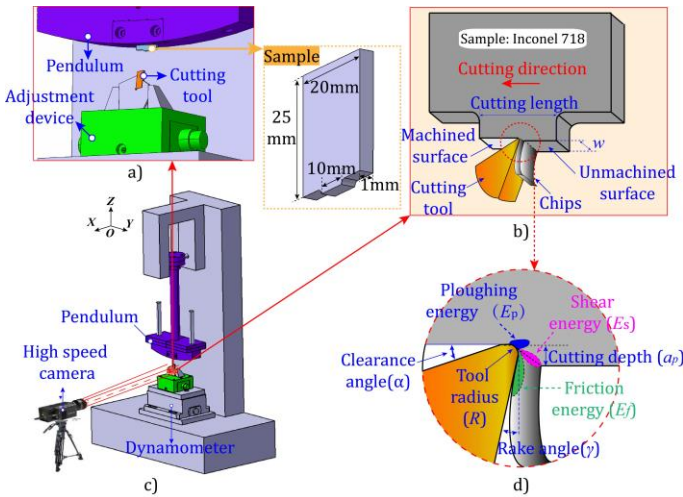 Pendulum
Cutting
tool
Adjustment
device
a)
Sample
20mm
25
mm
10mm
1mm
Sample: Inconel 718
Cutting direction
Cutting length
Machined
surface
w
Cutting
tool
Unmachined
surface
Chips
b)
Z
X
O
Y
Pendulum
High speed
camera
Dynamometer
c)
Ploughing
energy
(Ep)
Shear
energy (Es)
Clearance
angle(α)
Cutting depth (ap)
Tool
radius
(R)
Friction
energy (Ef)
Rake angle(γ)
d)